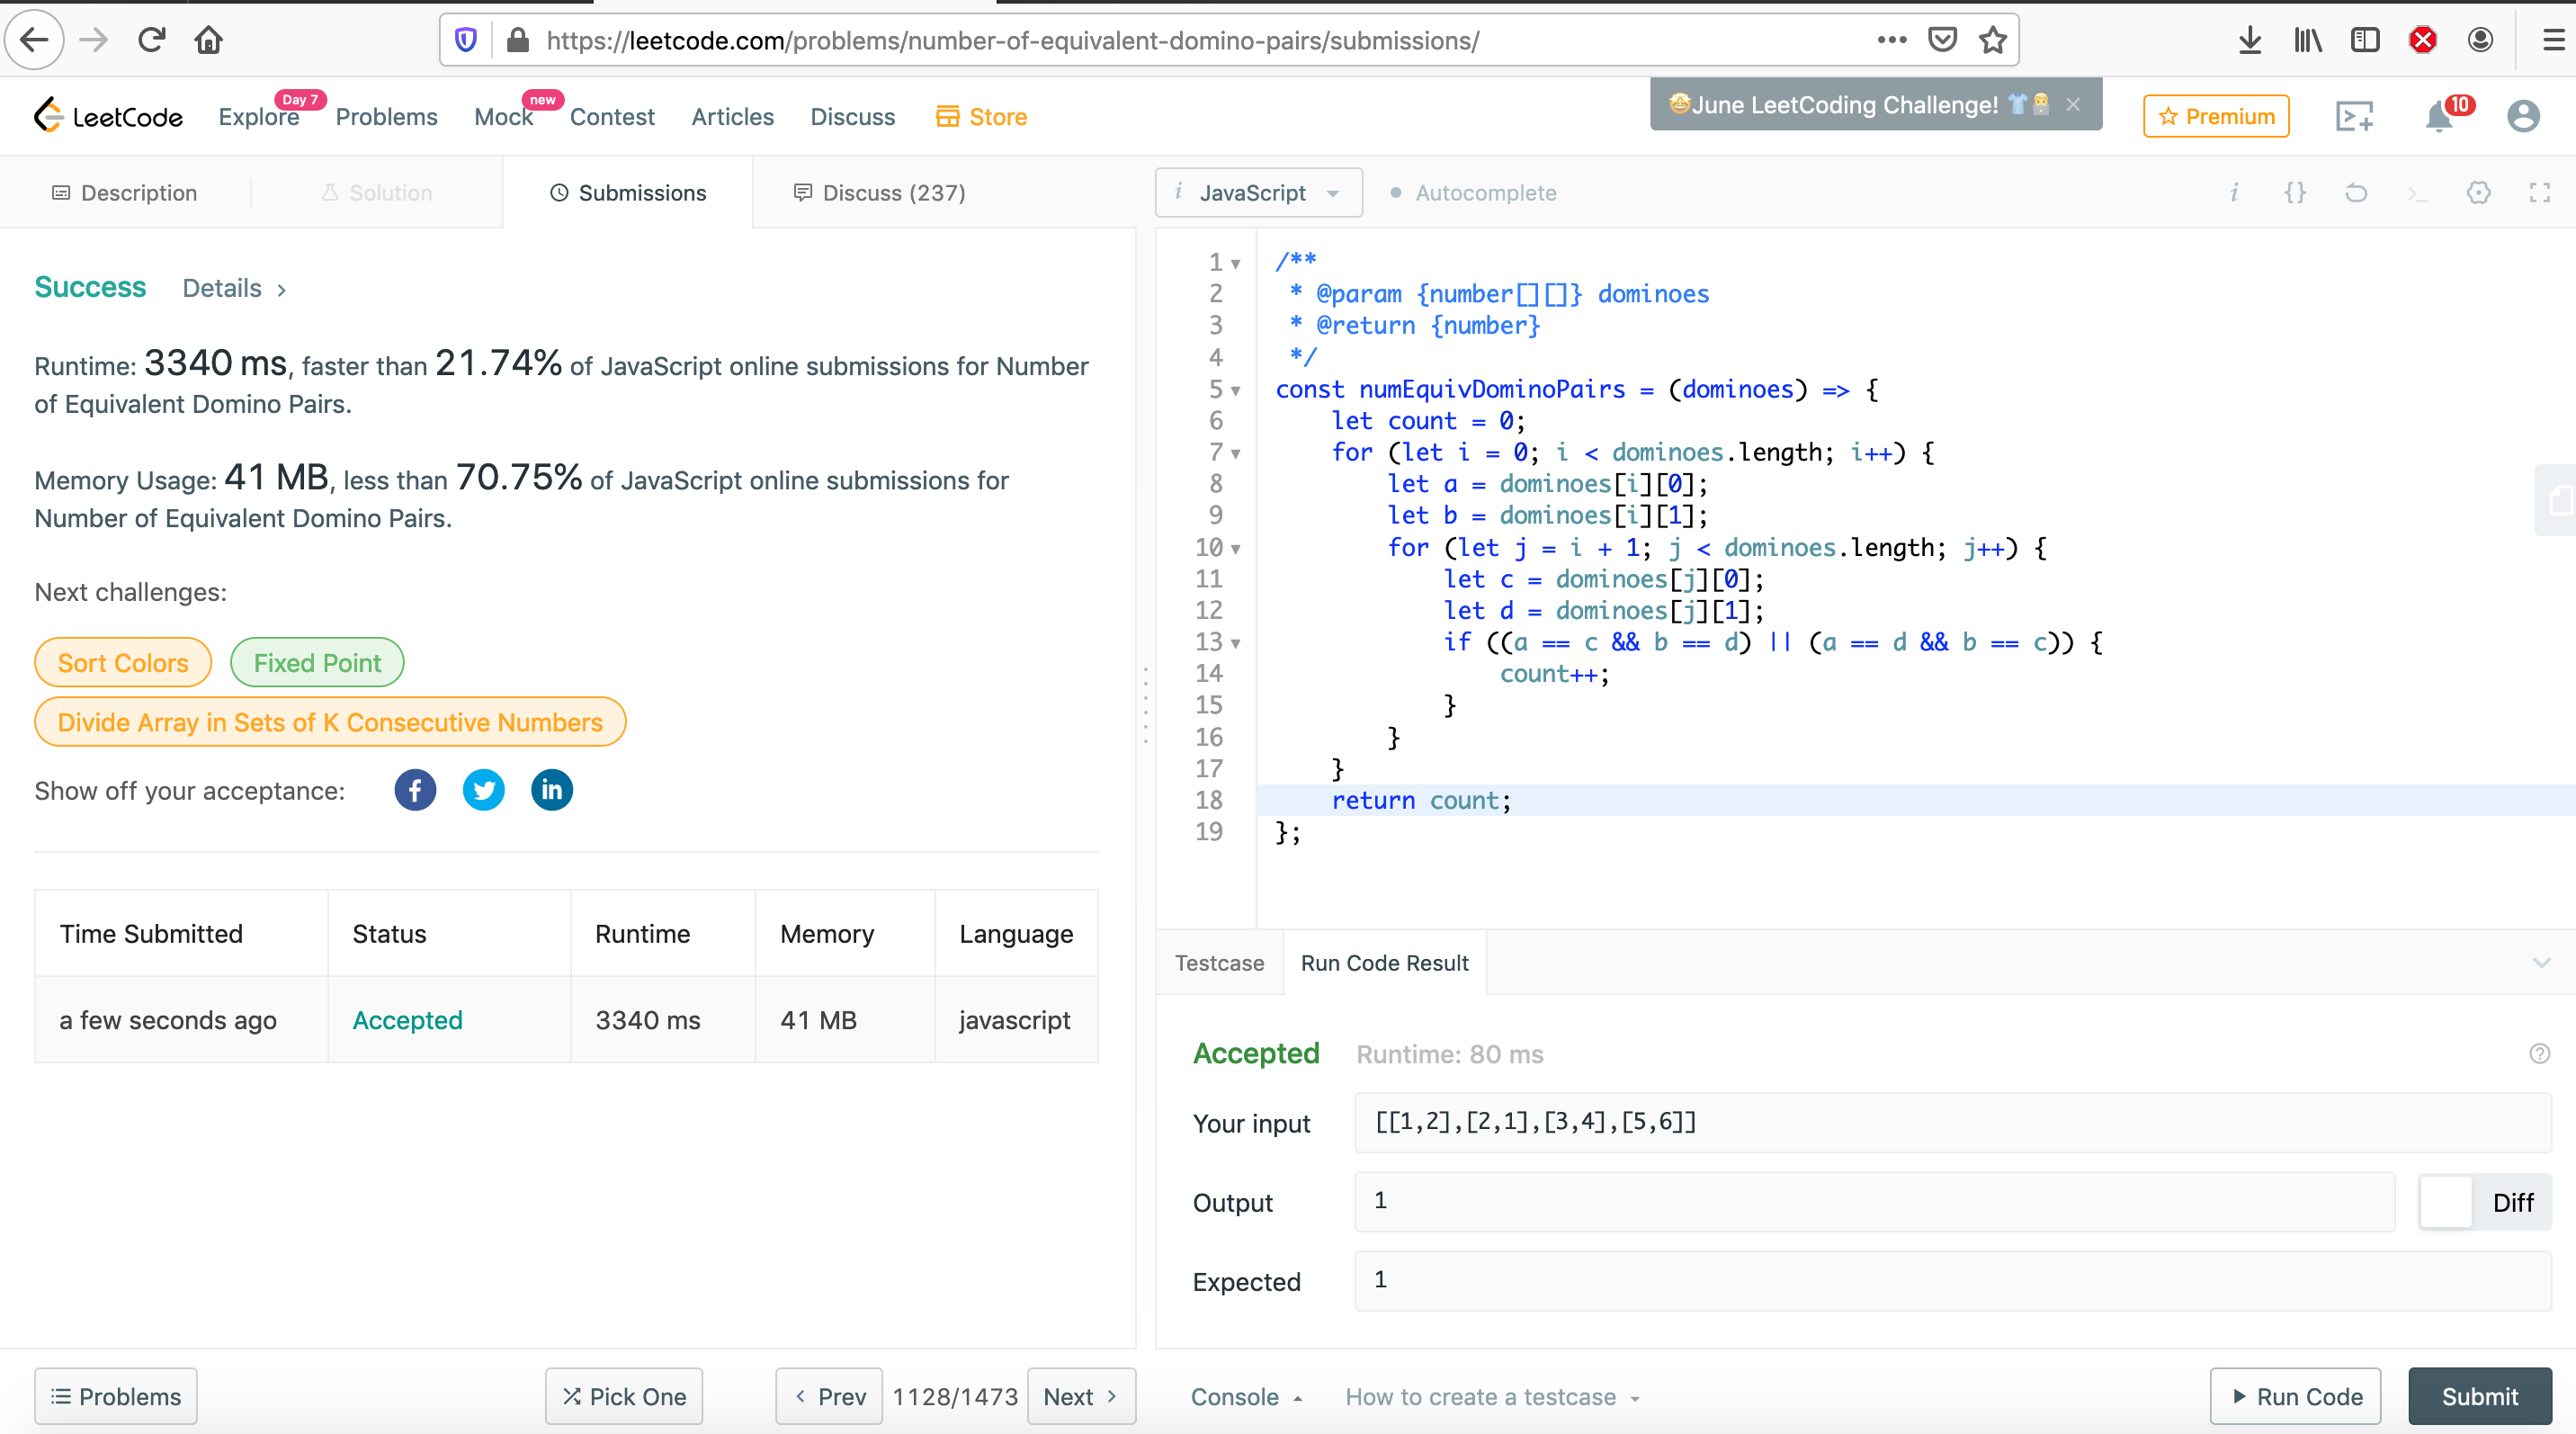 https://leetcode.com/problems/number-of-equivalent-domino-pairs/submissions/
LeetCode
Explore Day 7 Problems Mock new Contest Articles Discuss Store
🤩June LeetCoding Challenge! 👕 ×
Premium
10
Description Solution Submissions Discuss (237)
i JavaScript Autocomplete
Success Details >
Runtime: 3340 ms, faster than 21.74% of JavaScript online submissions for Number
of Equivalent Domino Pairs.
Memory Usage: 41 MB, less than 70.75% of JavaScript online submissions for
Number of Equivalent Domino Pairs.
Next challenges:
Sort Colors Fixed Point
Divide Array in Sets of K Consecutive Numbers
Show off your acceptance: f in
Time Submitted Status Runtime Memory Language
a few seconds ago Accepted 3340 ms 41 MB javascript
1 /**
2  * @param {number[][]} dominoes
3  * @return {number}
4  */
5 const numEquivDominoPairs = (dominoes) => {
6     let count = 0;
7     for (let i = 0; i < dominoes.length; i++) {
8         let a = dominoes[i][0];
9         let b = dominoes[i][1];
10         for (let j = i + 1; j < dominoes.length; j++) {
11             let c = dominoes[j][0];
12             let d = dominoes[j][1];
13             if ((a == c && b == d) || (a == d && b == c)) {
14                 count++;
15             }
16         }
17     }
18     return count;
19 };
Testcase Run Code Result
Accepted Runtime: 80 ms
Your input [[1,2],[2,1],[3,4],[5,6]]
Output 1 Diff
Expected 1
Problems Pick One < Prev 1128/1473 Next >
Console How to create a testcase Run Code Submit